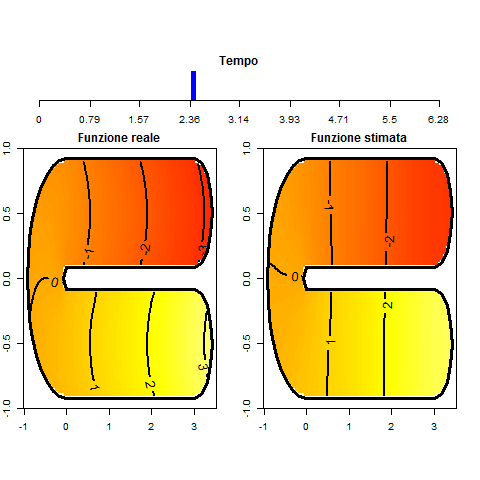 Tempo
0 0.79 1.57 2.36 3.14 3.93 4.71 5.5 6.28
Funzione reale Funzione stimata
1.0 1.0
0.5 0.5
0.0 0.0
-0.5 -0.5
-1.0 -1.0
-1 -2 3 -1 -2
0 0
1 2 3 1 2
-1 0 1 2 3 -1 0 1 2 3